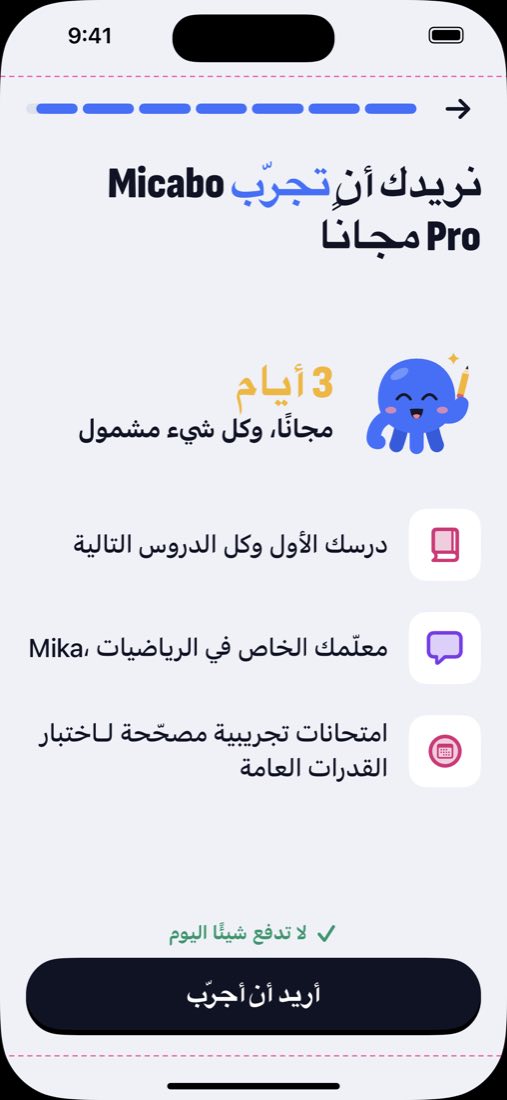 9:41
نريدك أن تجرّب Micabo
Pro مجانًا
3 أيام
مجانًا، وكل شيء مشمول
درسك الأول وكل الدروس التالية
معلّمك الخاص في الرياضيات ،Mika
امتحانات تجريبية مصحّحة لـاختبار
القدرات العامة
لا تدفع شيئًا اليوم
أريد أن أجرّب